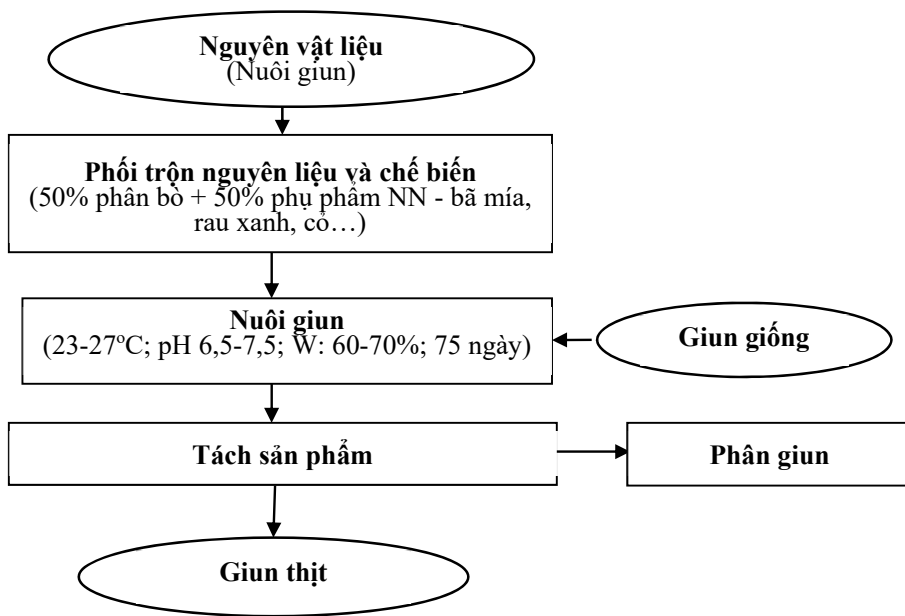 Nguyên vật liệu
(Nuôi giun)
Phối trộn nguyên liệu và chế biến
(50% phân bò + 50% phụ phẩm NN - bã mía,
rau xanh, cỏ…)
Nuôi giun
(23-27°C; pH 6,5-7,5; W: 60-70%; 75 ngày)
Giun giống
Tách sản phẩm
Phân giun
Giun thịt